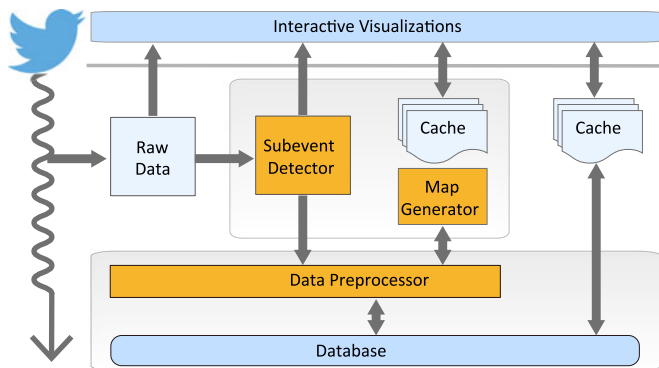 Interactive Visualizations
Raw
Data
Subevent
Detector
Cache
Map
Generator
Cache
Data Preprocessor
Database